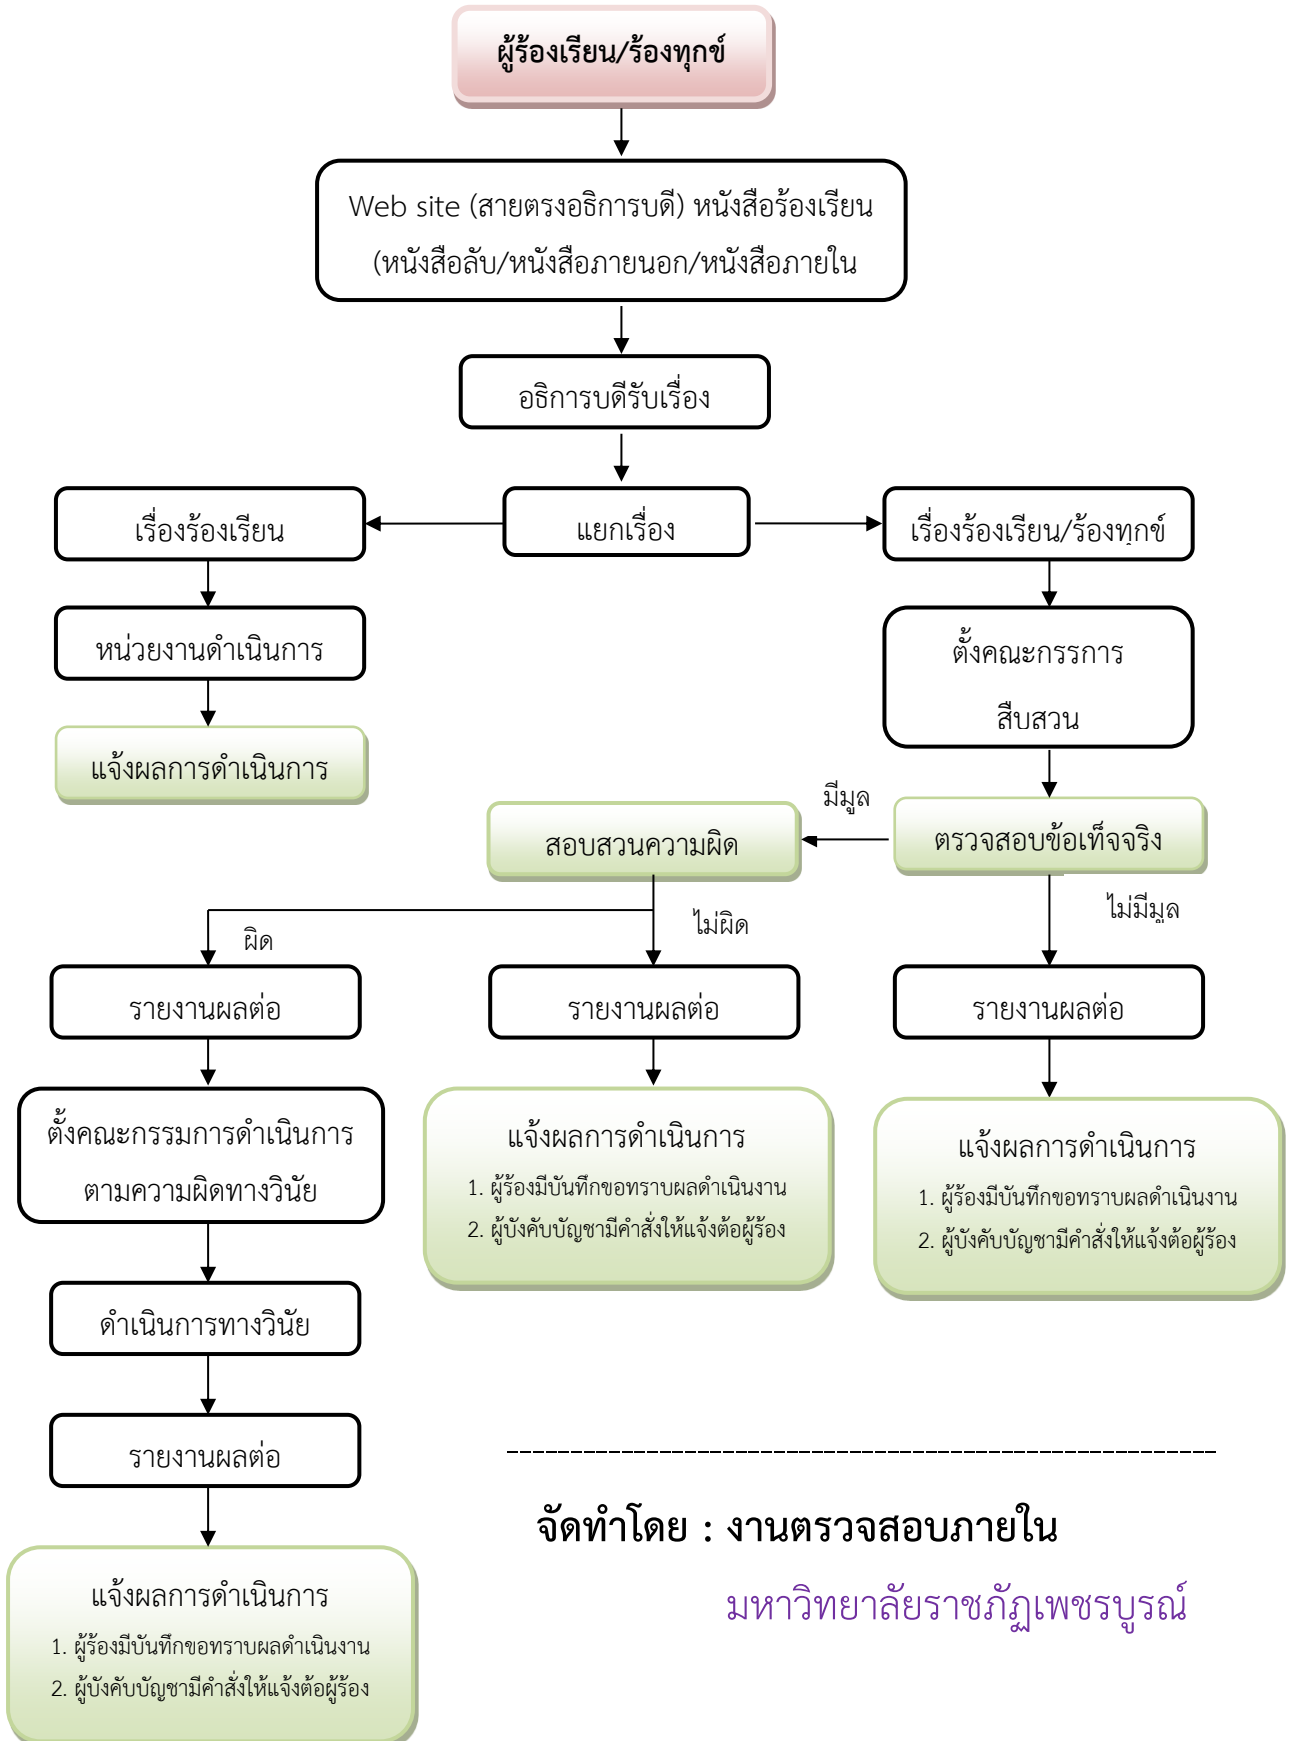 ผู้ร้องเรียน/ร้องทุกข์
Web site (สายตรงอธิการบดี) หนังสือร้องเรียน
(หนังสือลับ/หนังสือภายนอก/หนังสือภายใน
อธิการบดีรับเรื่อง
เรื่องร้องเรียน
แยกเรื่อง
เรื่องร้องเรียน/ร้องทุกข์
หน่วยงานดำเนินการ
ตั้งคณะกรรการ
สืบสวน
แจ้งผลการดำเนินการ
มีมูล
สอบสวนความผิด
ตรวจสอบข้อเท็จจริง
ผิด
ไม่ผิด
ไม่มีมูล
รายงานผลต่อ
รายงานผลต่อ
รายงานผลต่อ
ตั้งคณะกรรมการดำเนินการ
ตามความผิดทางวินัย
แจ้งผลการดำเนินการ
1. ผู้ร้องมีบันทึกขอทราบผลดำเนินงาน
2. ผู้บังคับบัญชามีคำสั่งให้แจ้งต้อผู้ร้อง
แจ้งผลการดำเนินการ
1. ผู้ร้องมีบันทึกขอทราบผลดำเนินงาน
2. ผู้บังคับบัญชามีคำสั่งให้แจ้งต้อผู้ร้อง
ดำเนินการทางวินัย
รายงานผลต่อ
แจ้งผลการดำเนินการ
1. ผู้ร้องมีบันทึกขอทราบผลดำเนินงาน
2. ผู้บังคับบัญชามีคำสั่งให้แจ้งต้อผู้ร้อง
จัดทำโดย : งานตรวจสอบภายใน
มหาวิทยาลัยราชภัฏเพชรบูรณ์